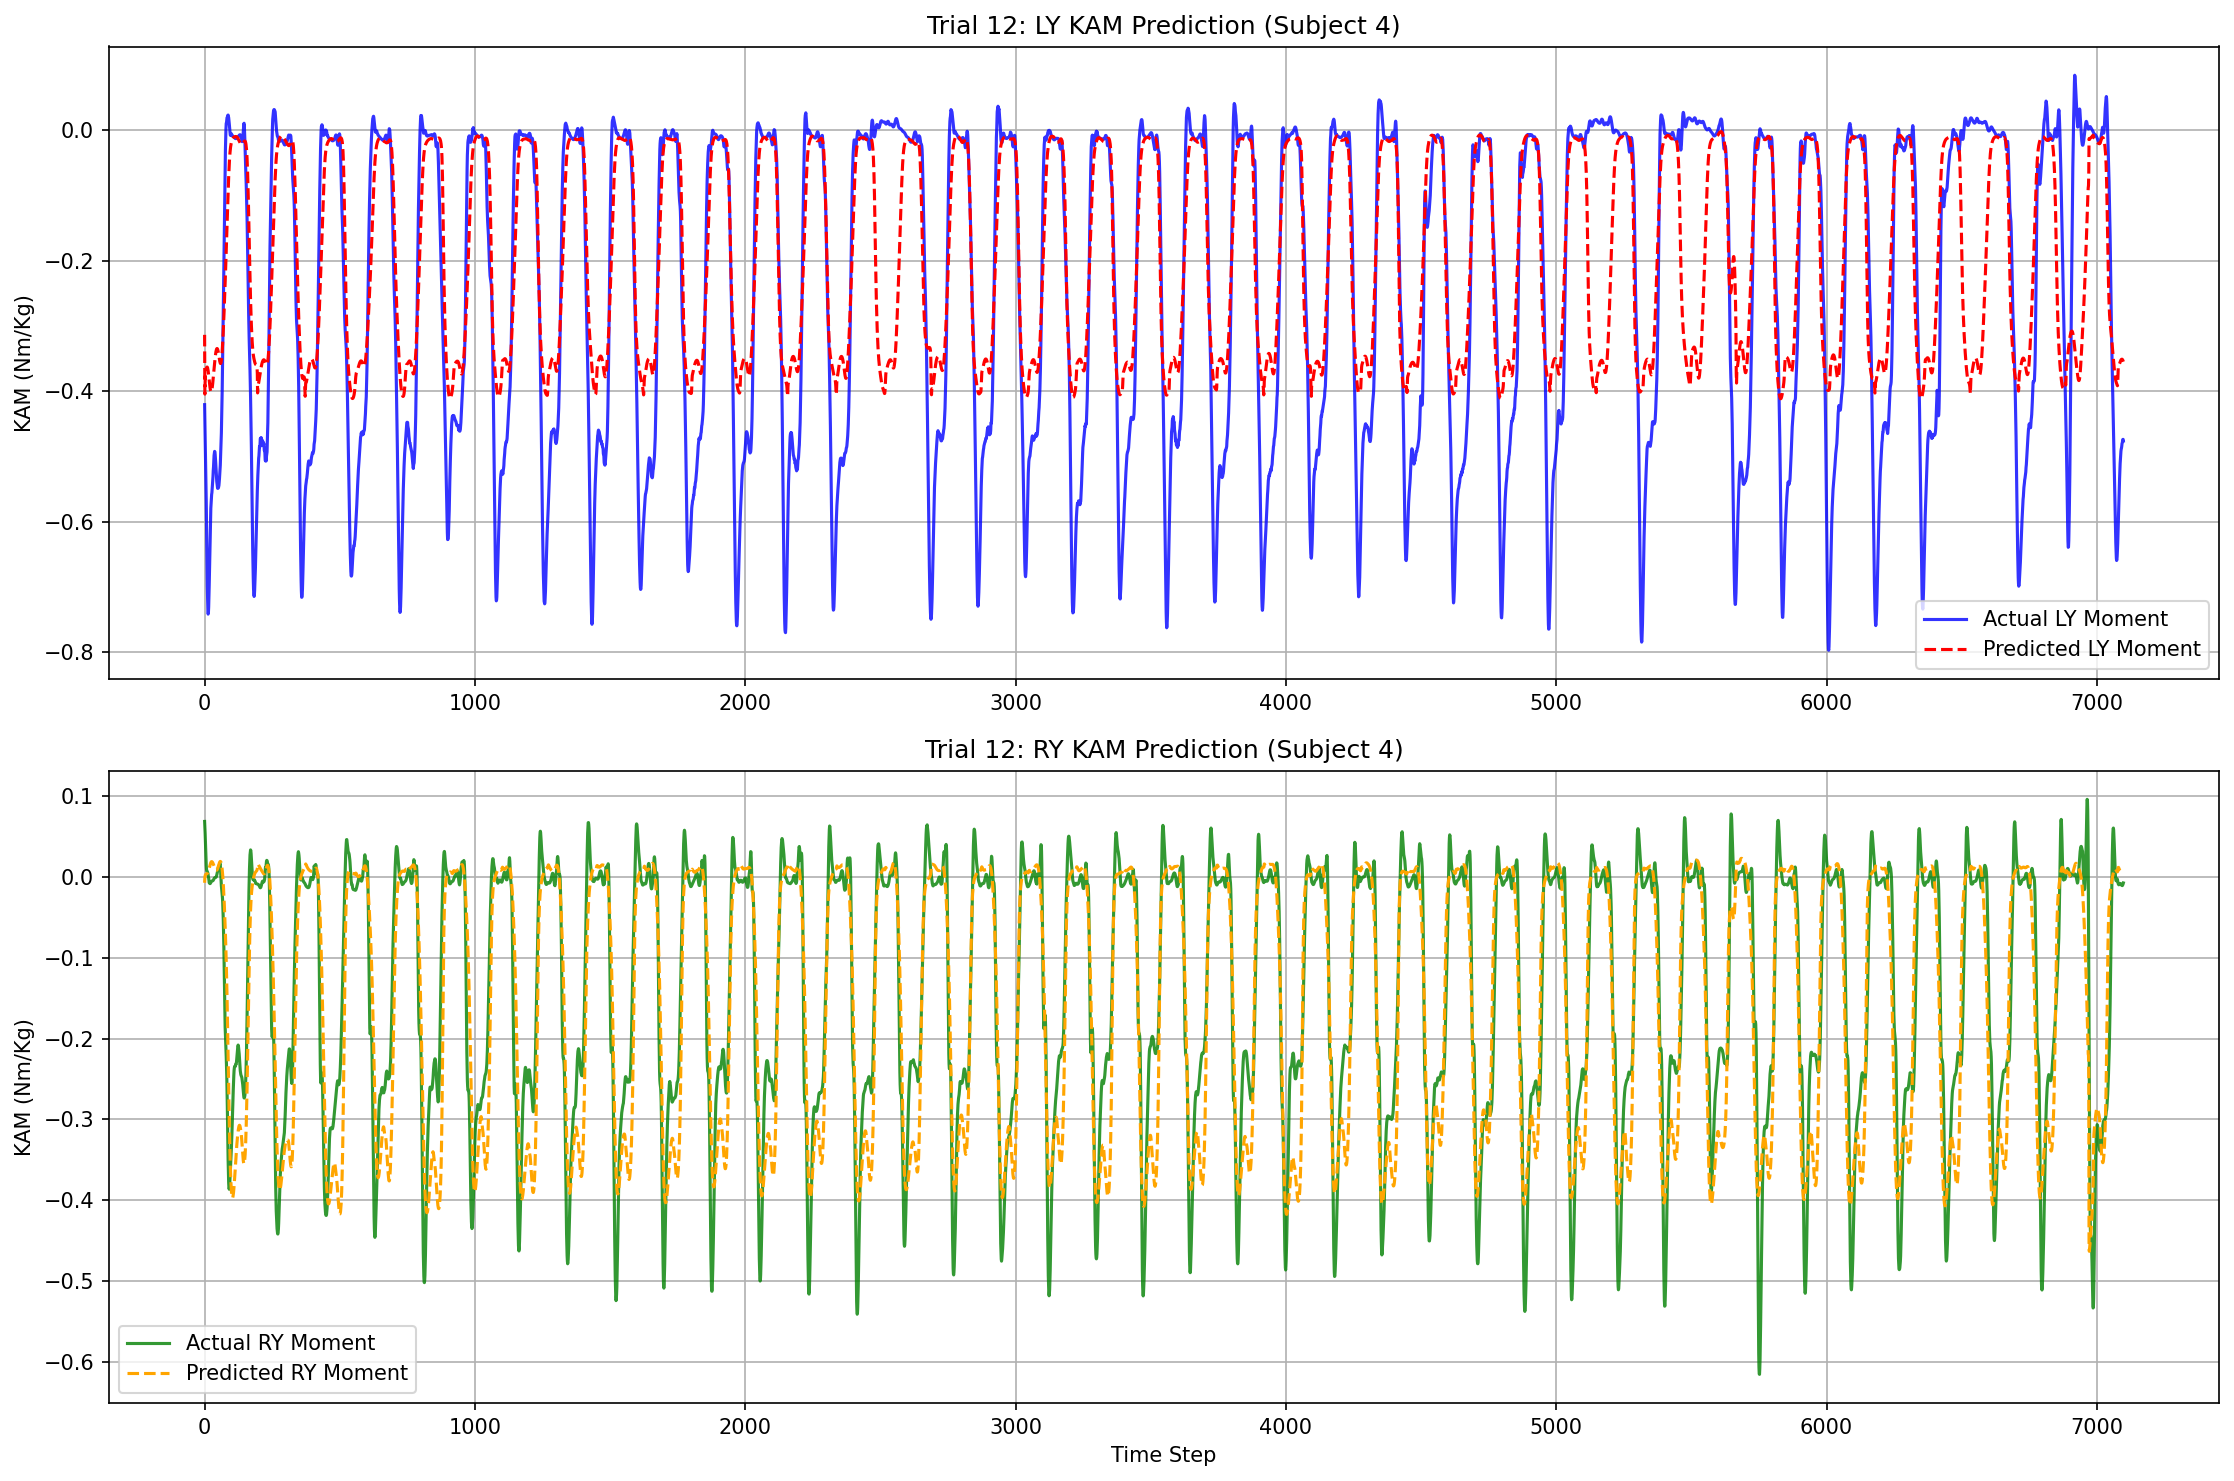 Trial 12: LY KAM Prediction (Subject 4)
KAM (Nm/Kg)
0.0
−0.2
−0.4
−0.6
−0.8
0 1000 2000 3000 4000 5000 6000 7000
Actual LY Moment
Predicted LY Moment
Trial 12: RY KAM Prediction (Subject 4)
KAM (Nm/Kg)
0.1
0.0
−0.1
−0.2
−0.3
−0.4
−0.5
−0.6
Actual RY Moment
Predicted RY Moment
0 1000 2000 3000 4000 5000 6000 7000
Time Step